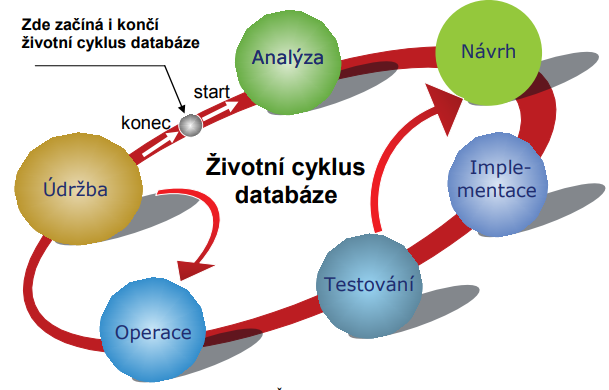 Zde začíná i končí
životní cyklus databáze
Analýza
Návrh
start
konec
Životní cyklus
databáze
Imple-
mentace
Údržba
Testování
Operace